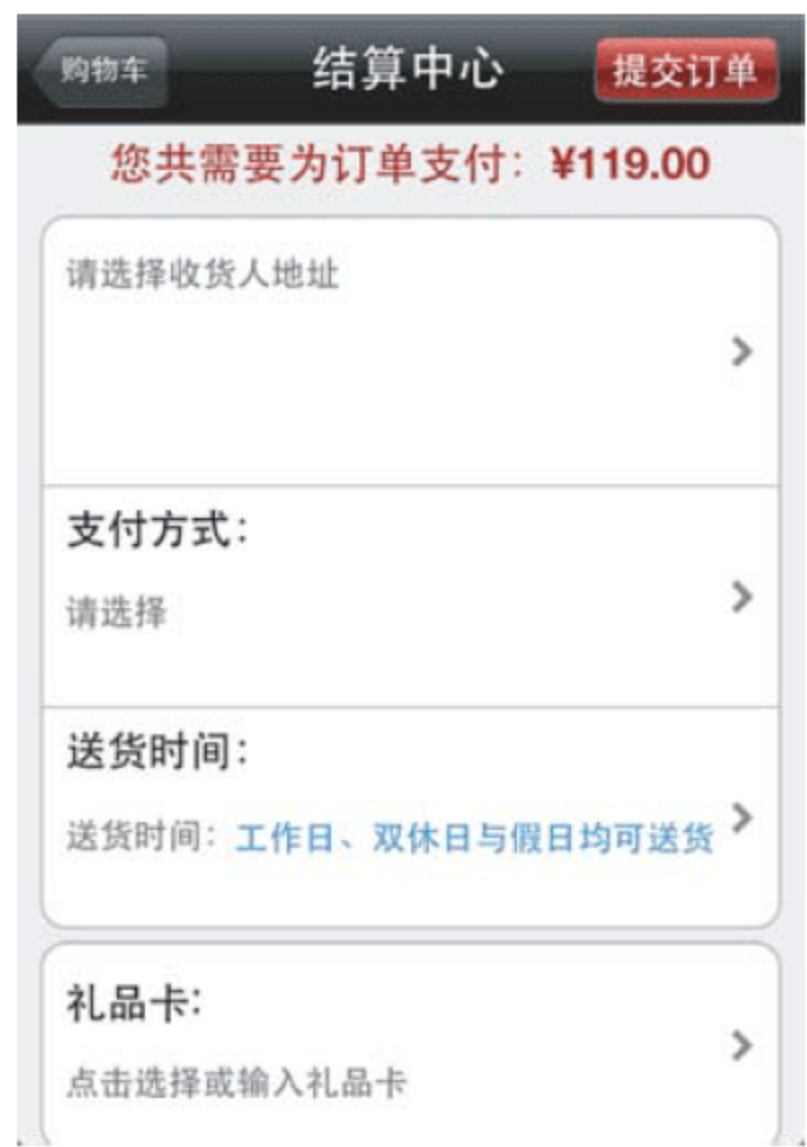 购物车 结算中心 提交订单
您共需要为订单支付：¥119.00
请选择收货人地址
支付方式：
请选择
送货时间：
送货时间：工作日、双休日与假日均可送货
礼品卡：
点击选择或输入礼品卡